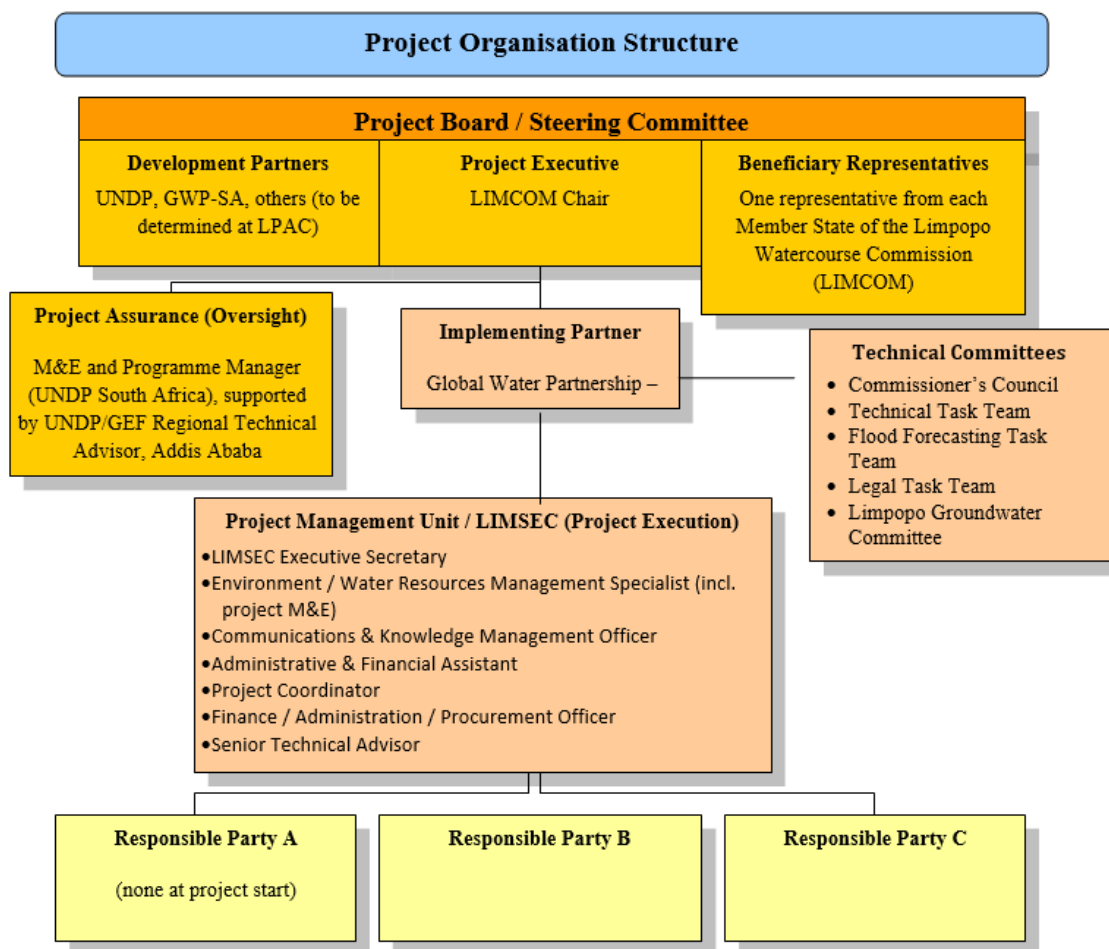 Project Organisation Structure
Project Board / Steering Committee
Development Partners
UNDP, GWP-SA, others (to be
determined at LPAC)
Project Executive
LIMCOM Chair
Beneficiary Representatives
One representative from each
Member State of the Limpopo
Watercourse Commission
(LIMCOM)
Project Assurance (Oversight)
M&E and Programme Manager
(UNDP South Africa), supported
by UNDP/GEF Regional Technical
Advisor, Addis Ababa
Implementing Partner
Global Water Partnership –
Technical Committees
• Commissioner's Council
• Technical Task Team
• Flood Forecasting Task
Team
• Legal Task Team
• Limpopo Groundwater
Committee
Project Management Unit / LIMSEC (Project Execution)
•LIMSEC Executive Secretary
•Environment / Water Resources Management Specialist (incl.
project M&E)
•Communications & Knowledge Management Officer
•Administrative & Financial Assistant
•Project Coordinator
•Finance / Administration / Procurement Officer
•Senior Technical Advisor
Responsible Party A
(none at project start)
Responsible Party B
Responsible Party C